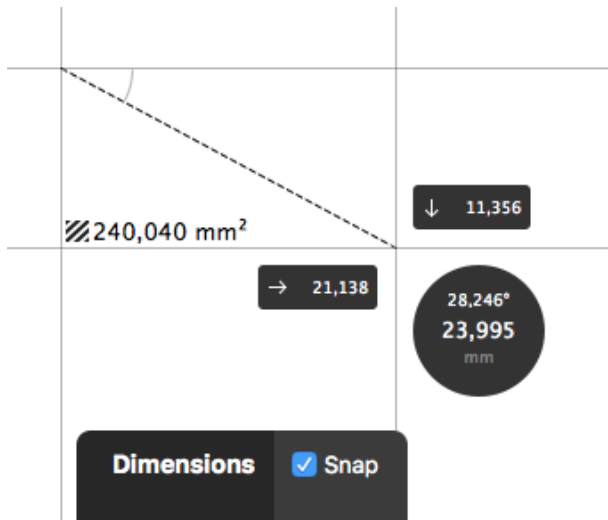 240,040 mm²
↓ 11,356
→ 21,138
28,246°
23,995
mm
Dimensions
Snap